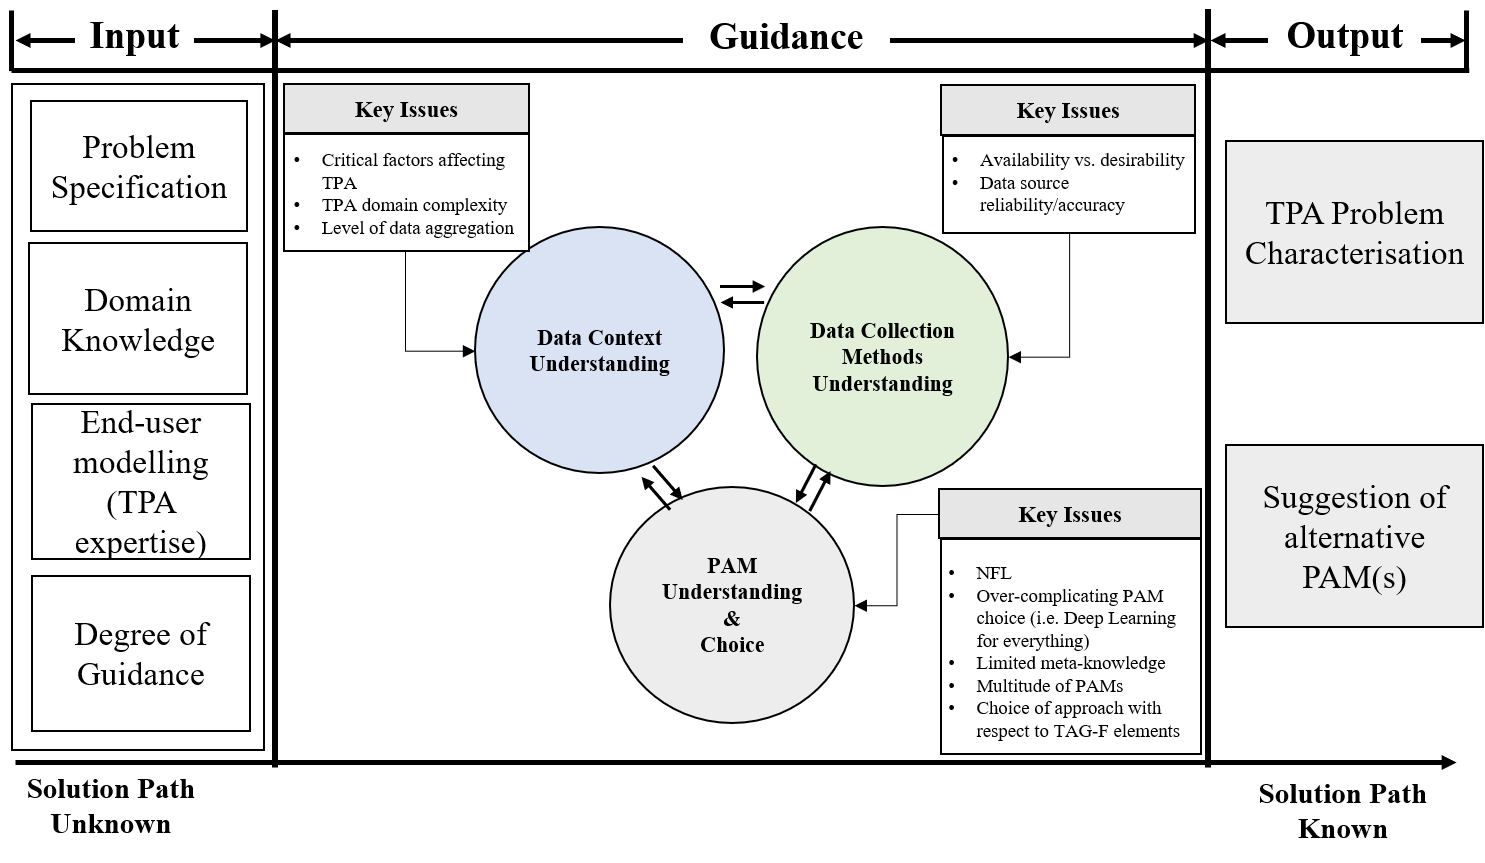 Input
Guidance
Output
Problem
Specification
Domain
Knowledge
End-user
modelling
(TPA
expertise)
Degree of
Guidance
Key Issues
• Critical factors affecting
TPA
• TPA domain complexity
• Level of data aggregation
Key Issues
• Availability vs. desirability
• Data source
reliability/accuracy
Data Context
Understanding
Data Collection
Methods
Understanding
PAM
Understanding
&
Choice
Key Issues
• NFL
• Over-complicating PAM
choice (i.e. Deep Learning
for everything)
• Limited meta-knowledge
• Multitude of PAMs
• Choice of approach with
respect to TAG-F elements
TPA Problem
Characterisation
Suggestion of
alternative
PAM(s)
Solution Path
Unknown
Solution Path
Known